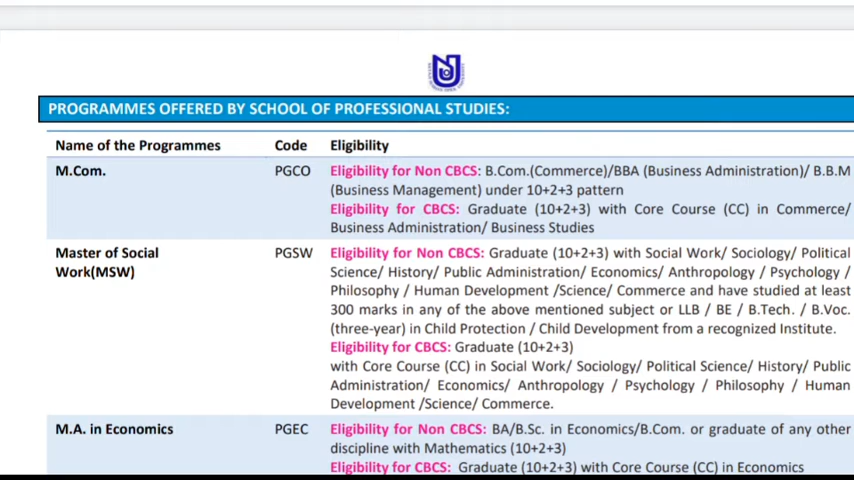 PROGRAMMES OFFERED BY SCHOOL OF PROFESSIONAL STUDIES:
Name of the Programmes Code Eligibility
M.Com. PGCO Eligibility for Non CBCS: B.Com.(Commerce)/BBA (Business Administration)/ B.B.M
(Business Management) under 10+2+3 pattern
Eligibility for CBCS: Graduate (10+2+3) with Core Course (CC) in Commerce/
Business Administration/ Business Studies
Master of Social PGSW Eligibility for Non CBCS: Graduate (10+2+3) with Social Work/ Sociology/ Political
Work(MSW) Science/ History/ Public Administration/ Economics/ Anthropology / Psychology /
Philosophy / Human Development /Science/ Commerce and have studied at least
300 marks in any of the above mentioned subject or LLB / BE / B.Tech. / B.Voc.
(three-year) in Child Protection / Child Development from a recognized Institute.
Eligibility for CBCS: Graduate (10+2+3)
with Core Course (CC) in Social Work/ Sociology/ Political Science/ History/ Public
Administration/ Economics/ Anthropology / Psychology / Philosophy / Human
Development /Science/ Commerce.
M.A. in Economics PGEC Eligibility for Non CBCS: BA/B.Sc. in Economics/B.Com. or graduate of any other
discipline with Mathematics (10+2+3)
Eligibility for CBCS: Graduate (10+2+3) with Core Course (CC) in Economics